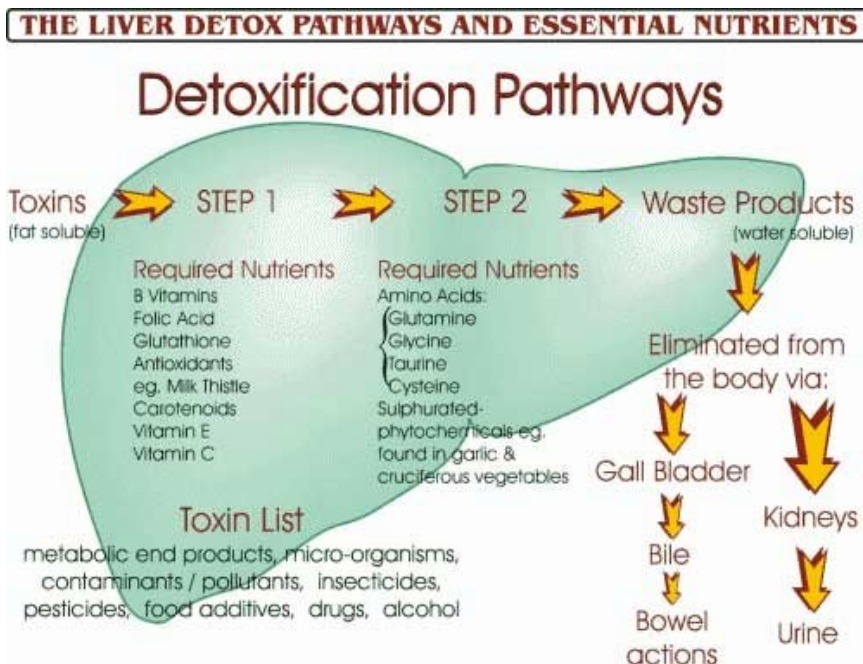 THE LIVER DETOX PATHWAYS AND ESSENTIAL NUTRIENTS
Detoxification Pathways
Toxins
(fat soluble)
STEP 1
STEP 2
Waste Products
(water soluble)
Required Nutrients
B Vitamins
Folic Acid
Glutathione
Antioxidants
eg. Milk Thistle
Carotenoids
Vitamin E
Vitamin C
Required Nutrients
Amino Acids:
Glutamine
Glycine
Taurine
Cysteine
Sulphurated-
phytochemicals eg.
found in garlic &
cruciferous vegetables
Eliminated from
the body via:
Gall Bladder
Bile
Bowel
actions
Kidneys
Urine
Toxin List
metabolic end products, micro-organisms,
contaminants / pollutants, insecticides,
pesticides, food additives, drugs, alcohol